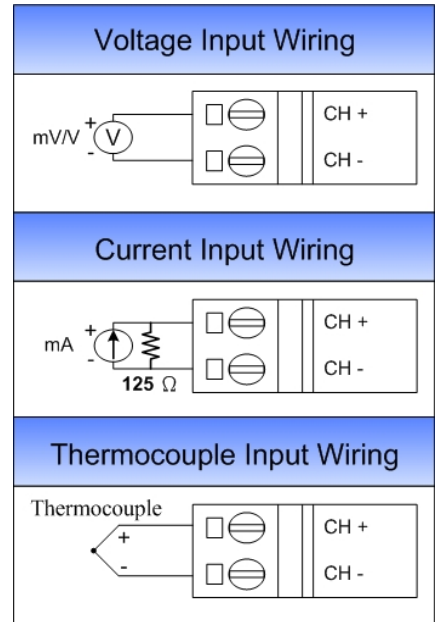 Voltage Input Wiring
mV/V
+
V
-
CH +
CH -
Current Input Wiring
mA
+
-
125 Ω
CH +
CH -
Thermocouple Input Wiring
Thermocouple
+
-
CH +
CH -